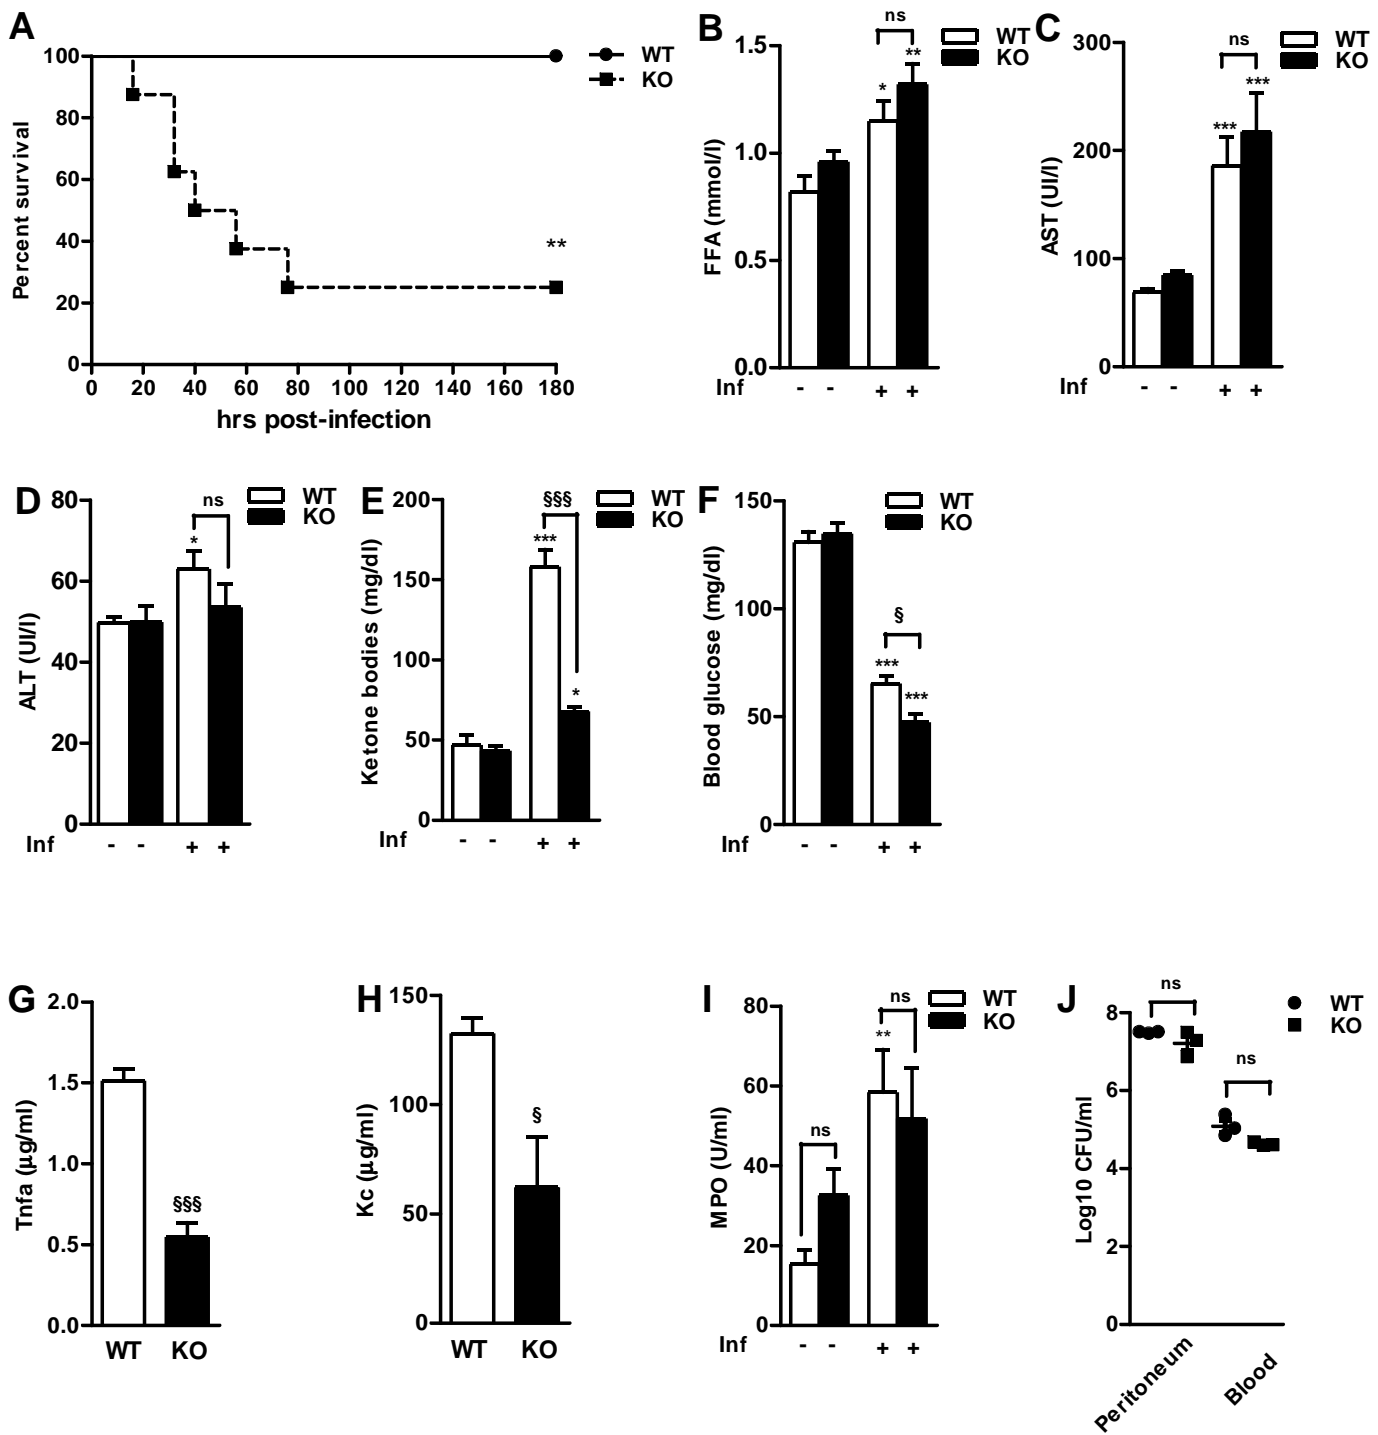 A
100
80
60
40
20
0
Percent survival
0 20 40 60 80 100 120 140 160 180
hrs post-infection
WT
KO
**
B
1.5
1.0
0.5
0.0
FFA (mmol/l)
ns
*
**
WT
KO
Inf - - + +
C
300
200
100
0
AST (UI/l)
ns
***
***
WT
KO
Inf - - + +
D
80
60
40
20
0
ALT (UI/l)
ns
*
WT
KO
Inf - - + +
E
200
150
100
50
0
Ketone bodies (mg/dl)
§§§
***
*
WT
KO
Inf - - + +
F
150
100
50
0
Blood glucose (mg/dl)
§
***
***
WT
KO
Inf - - + +
G
2.0
1.5
1.0
0.5
0.0
Tnfa (µg/ml)
§§§
WT KO
H
150
100
50
0
Kc (µg/ml)
§
WT KO
I
80
60
40
20
0
MPO (U/ml)
ns
ns
**
WT
KO
Inf - - + +
J
8
6
4
2
0
Log10 CFU/ml
ns
ns
WT
KO
Peritoneum
Blood